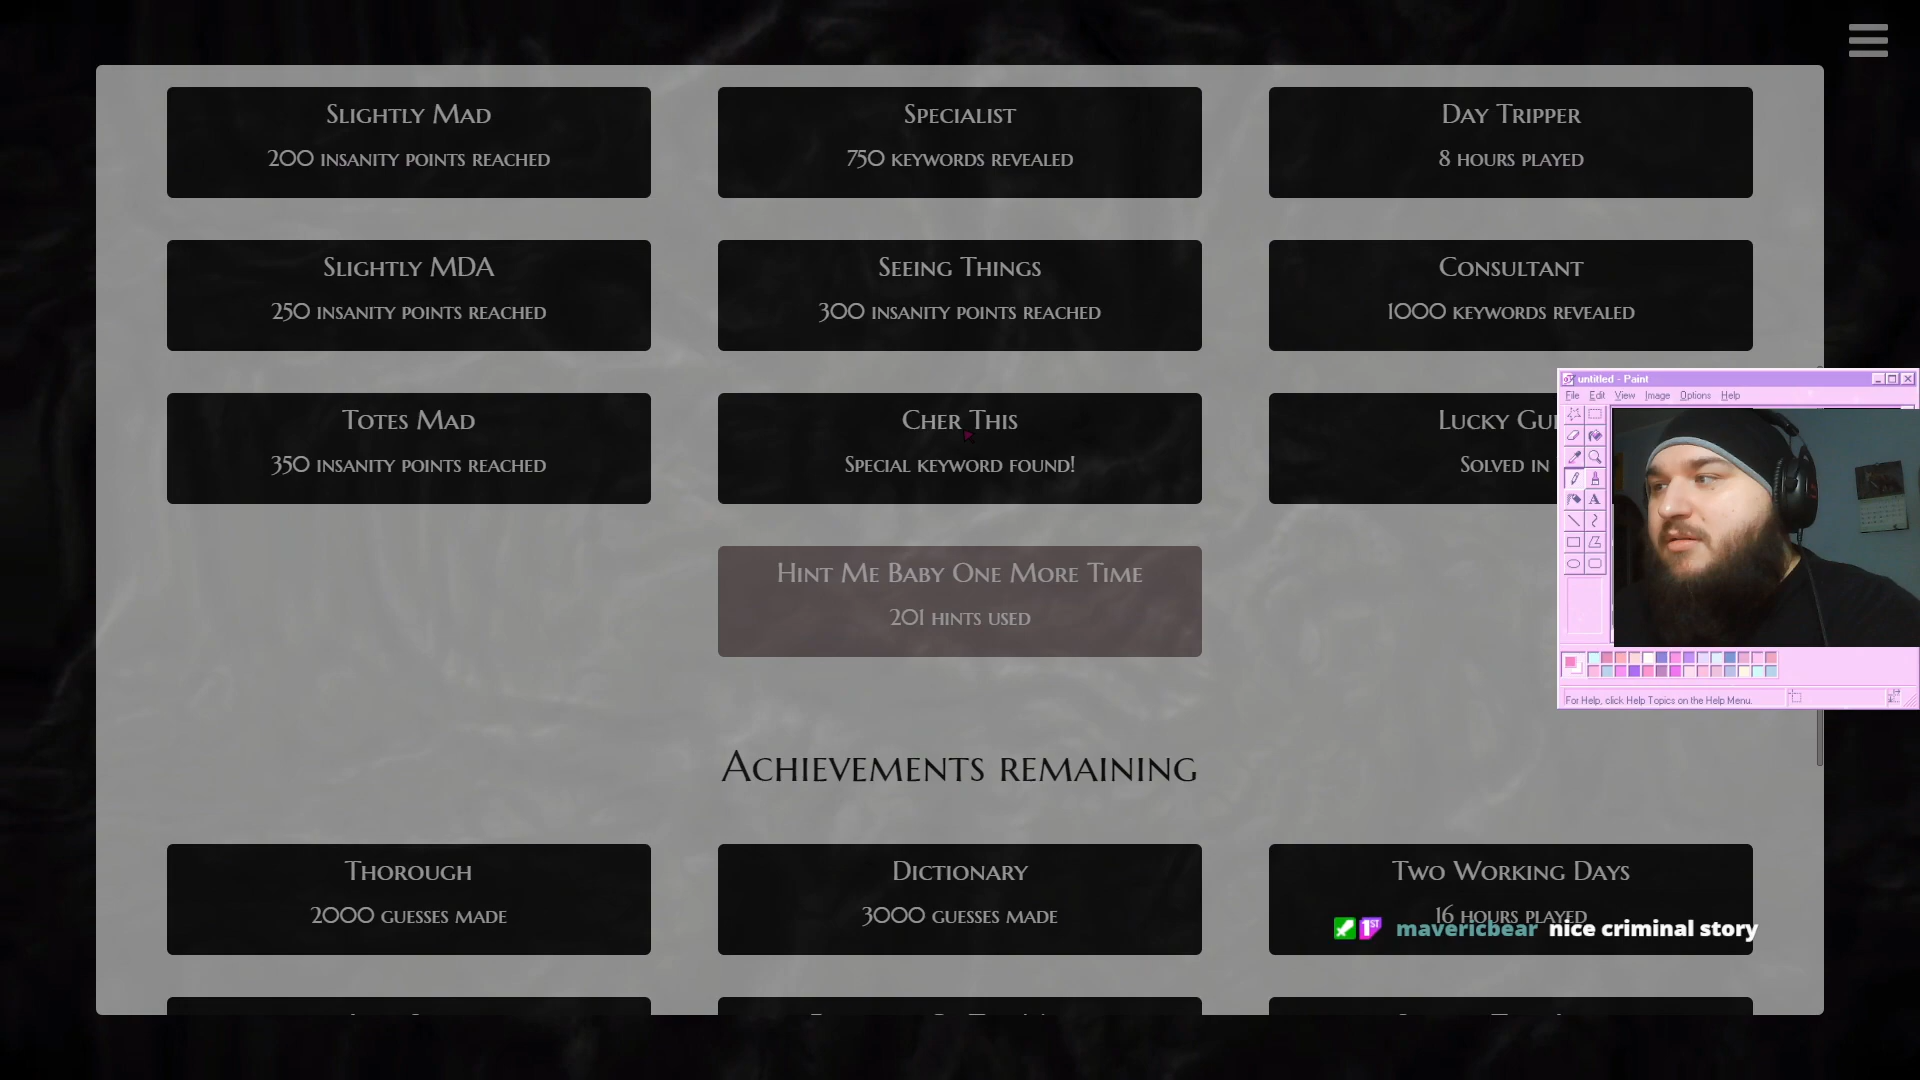 Slightly Mad
200 insanity points reached
Specialist
750 keywords revealed
Day Tripper
8 hours played
Slightly MDA
250 insanity points reached
Seeing Things
300 insanity points reached
Consultant
1000 keywords revealed
Totes Mad
350 insanity points reached
Cher This
Special keyword found!
Lucky
Solved in
untitled - Paint
File Edit View Image Options Help
For Help, click Help Topics on the Help Menu.
Hint Me Baby One More Time
201 hints used
Achievements remaining
Thorough
2000 guesses made
Dictionary
3000 guesses made
Two Working Days
16 hours played
1ST mavericbear nice criminal story